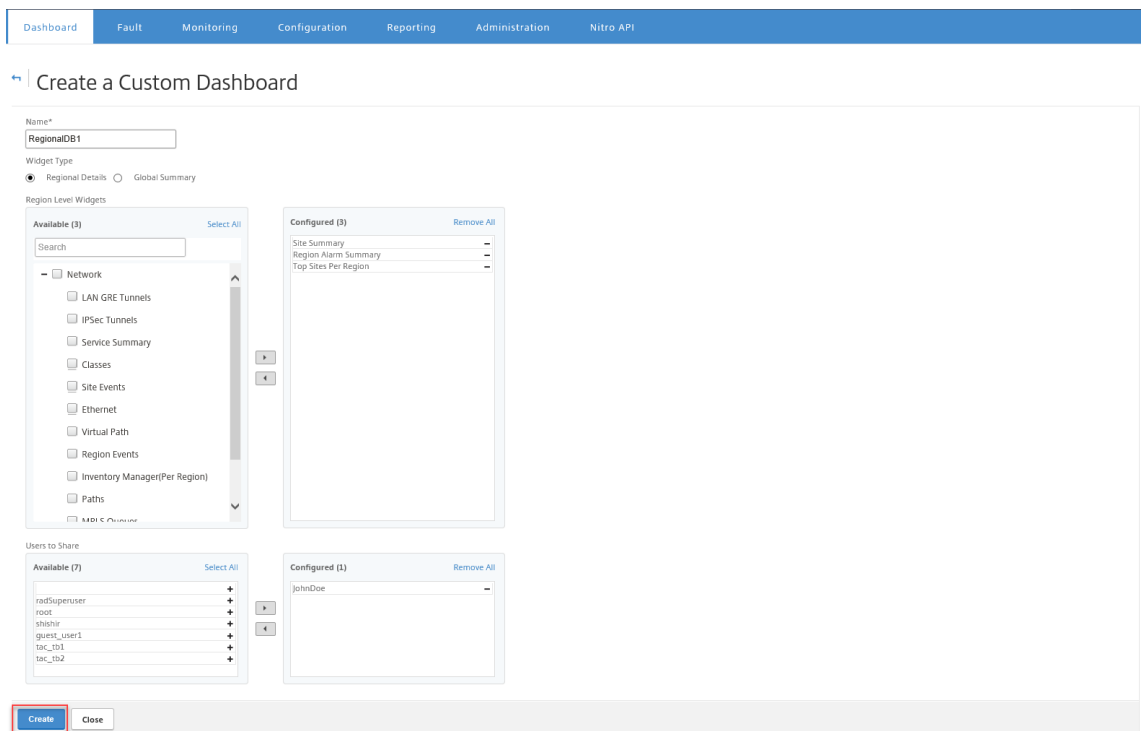 Dashboard Fault Monitoring Configuration Reporting Administration Nitro API
Create a Custom Dashboard
Name*
RegionalDB1
Widget Type
Regional Details Global Summary
Region Level Widgets
Available (3) Select All
Search
Network
LAN GRE Tunnels
IPSec Tunnels
Service Summary
Classes
Site Events
Ethernet
Virtual Path
Region Events
Inventory Manager(Per Region)
Paths
MPLS Queues
Configured (3) Remove All
Site Summary
Region Alarm Summary
Top Sites Per Region
Users to Share
Available (7) Select All
radSuperuser
root
shishir
guest_user1
tac_tb1
tac_tb2
Configured (1) Remove All
JohnDoe
Create Close